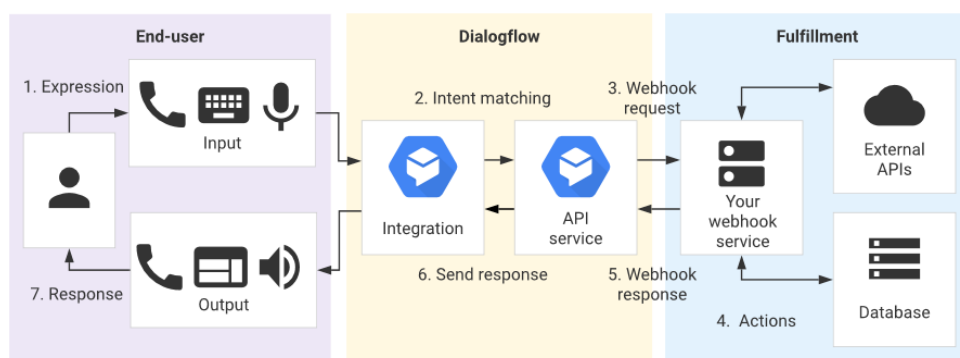 End-user
Dialogflow
Fulfillment
1. Expression
Input
2. Intent matching
3. Webhook
request
External
APIs
Integration
API
service
Your
webhook
service
7. Response
Output
6. Send response
5. Webhook
response
4. Actions
Database